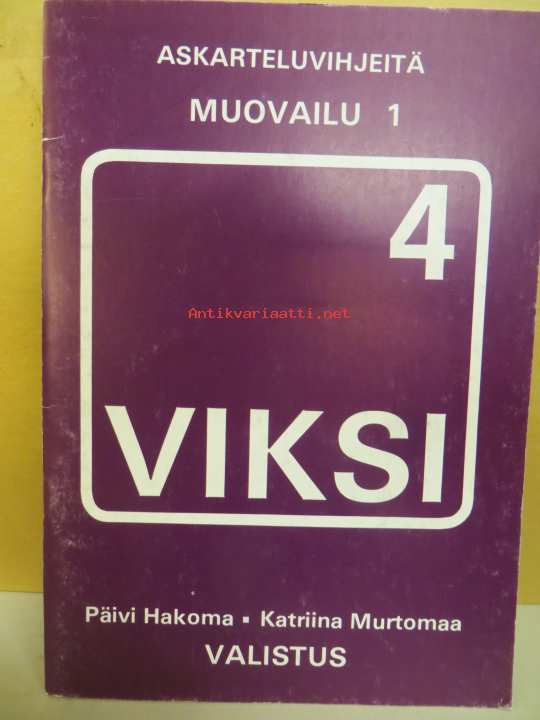 ASKARTELUVIHJEITÄ
MUOVAILU 1
4
Antikvariaatti.net
VIKSI
Päivi Hakoma ▪ Katriina Murtomaa
VALISTUS